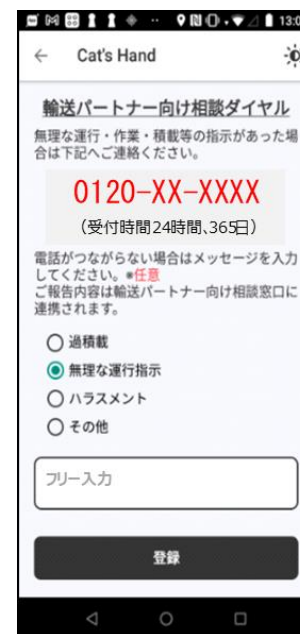 13:0
Cat's Hand
輸送パートナー向け相談ダイヤル
無理な運行・作業・積載等の指示があった場
合は下記へご連絡ください。
0120-XX-XXXX
(受付時間24時間、365日)
電話がつながらない場合はメッセージを入力
してください。※任意
ご報告内容は輸送パートナー向け相談窓口に
連携されます。
過積載
無理な運行指示
ハラスメント
その他
フリー入力
登録